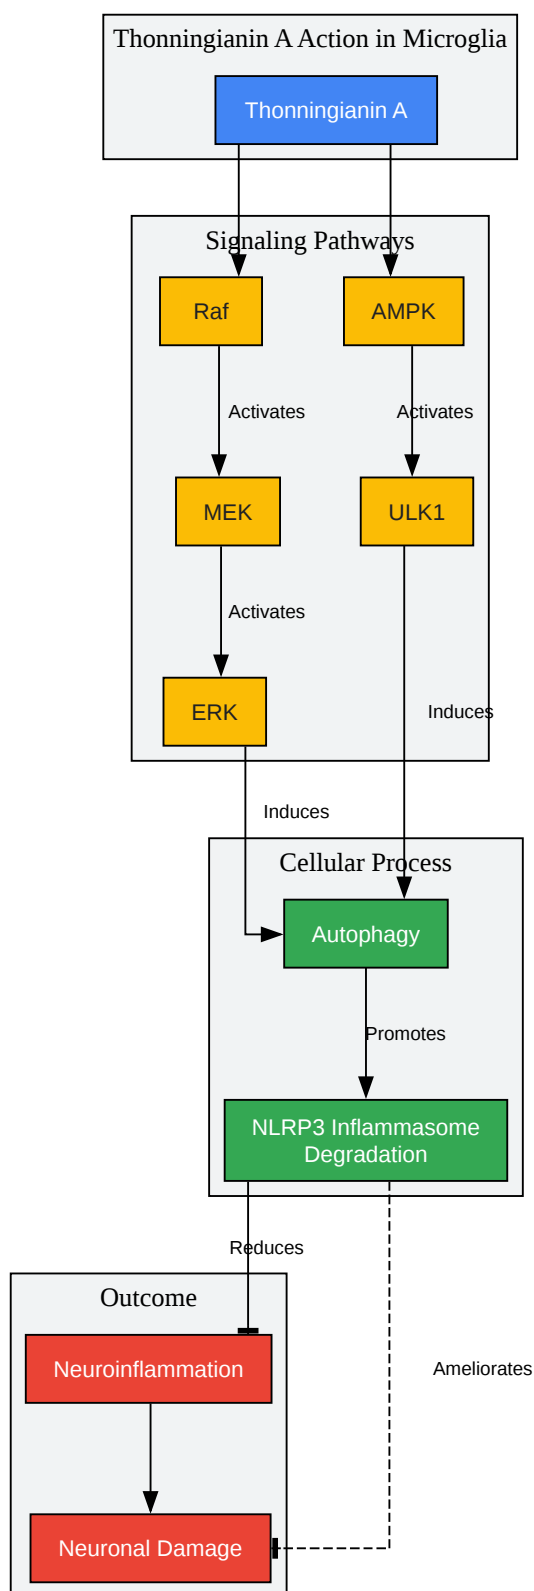 Thonningianin A Action in Microglia
Thonningianin A
Signaling Pathways
Raf
AMPK
Activates
Activates
MEK
ULK1
Activates
ERK
Induces
Induces
Cellular Process
Autophagy
Promotes
NLRP3 Inflammasome
Degradation
Reduces
Outcome
Neuroinflammation
Ameliorates
Neuronal Damage